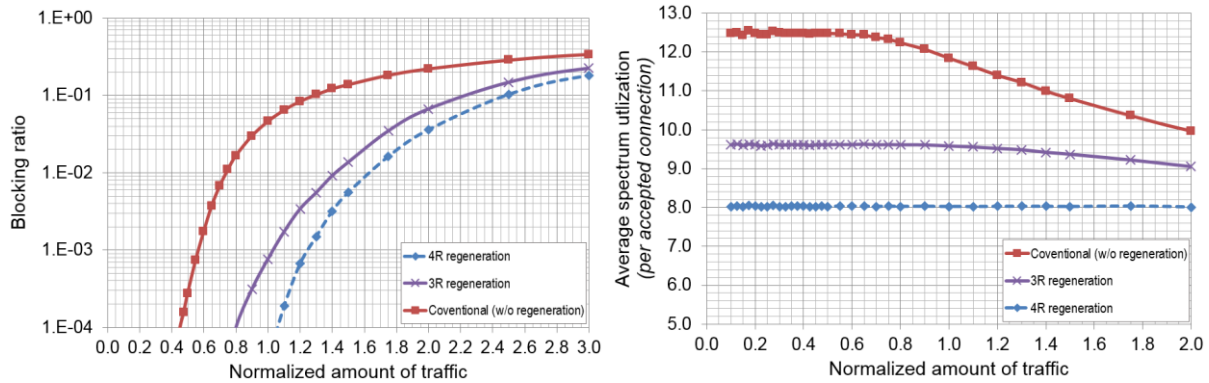 1.E+00
1.E-01
1.E-02
1.E-03
1.E-04
Blocking ratio
4R regeneration
3R regeneration
Coventional (w/o regeneration)
0.0 0.2 0.4 0.6 0.8 1.0 1.2 1.4 1.6 1.8 2.0 2.2 2.4 2.6 2.8 3.0
Normalized amount of traffic
13.0
12.0
11.0
10.0
9.0
8.0
7.0
6.0
5.0
Average spectrum utlization
(per accepted connection)
Coventional (w/o regeneration)
3R regeneration
4R regeneration
0.0 0.2 0.4 0.6 0.8 1.0 1.2 1.4 1.6 1.8 2.0
Normalized amount of traffic